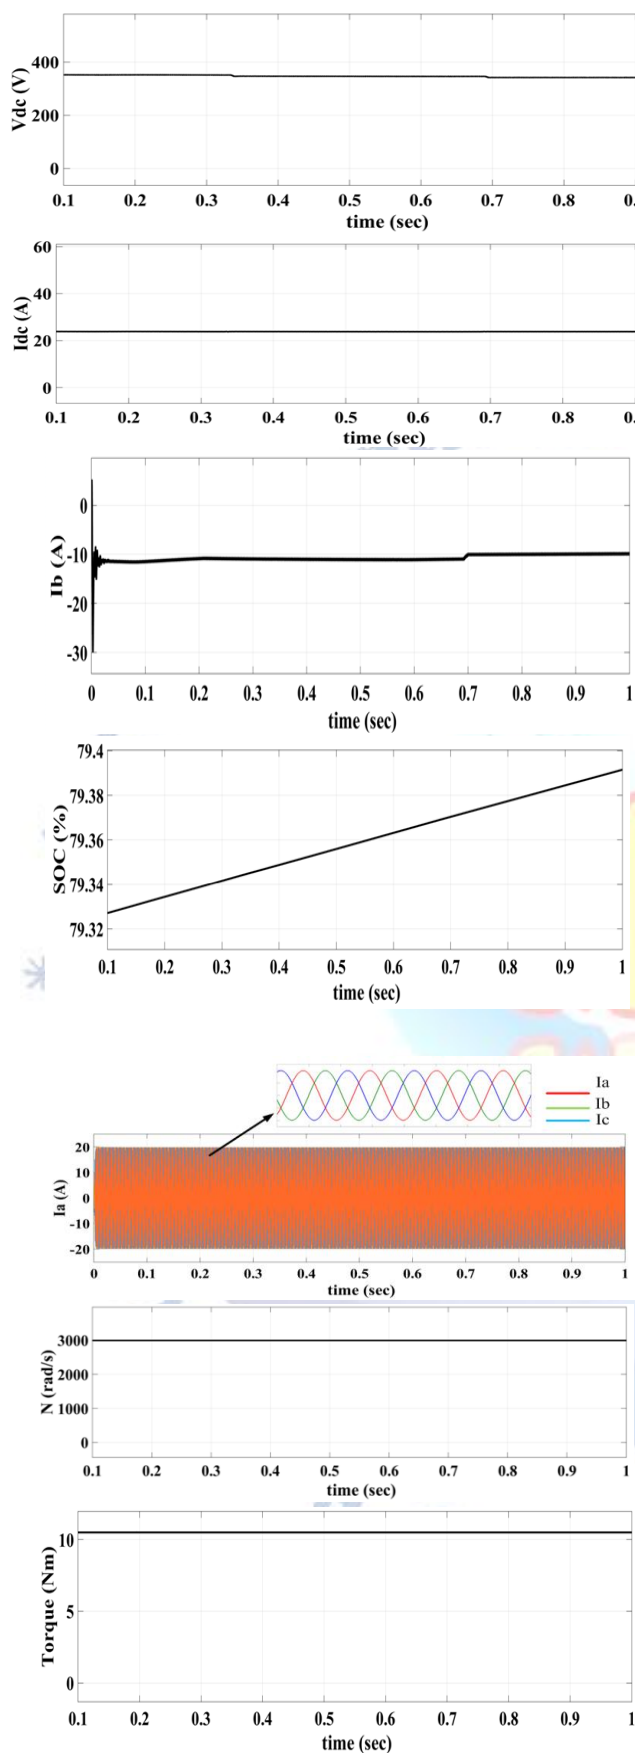 400
200
0
Vdc (V)
0.1 0.2 0.3 0.4 0.5 0.6 0.7 0.8 0.
time (sec)
60
40
20
0
Idc (A)
0.1 0.2 0.3 0.4 0.5 0.6 0.7 0.8 0.
time (sec)
0
-10
-20
-30
Ib (A)
0 0.1 0.2 0.3 0.4 0.5 0.6 0.7 0.8 0.9 1
time (sec)
79.4
79.38
79.36
79.34
79.32
SOC (%)
0.1 0.2 0.3 0.4 0.5 0.6 0.7 0.8 0.9 1
time (sec)
Ia
Ib
Ic
20
10
0
-10
-20
Ia (A)
0 0.1 0.2 0.3 0.4 0.5 0.6 0.7 0.8 0.9 1
time (sec)
3000
2000
1000
0
N (rad/s)
0.1 0.2 0.3 0.4 0.5 0.6 0.7 0.8 0.9 1
time (sec)
10
5
0
Torque (Nm)
0.1 0.2 0.3 0.4 0.5 0.6 0.7 0.8 0.9 1
time (sec)